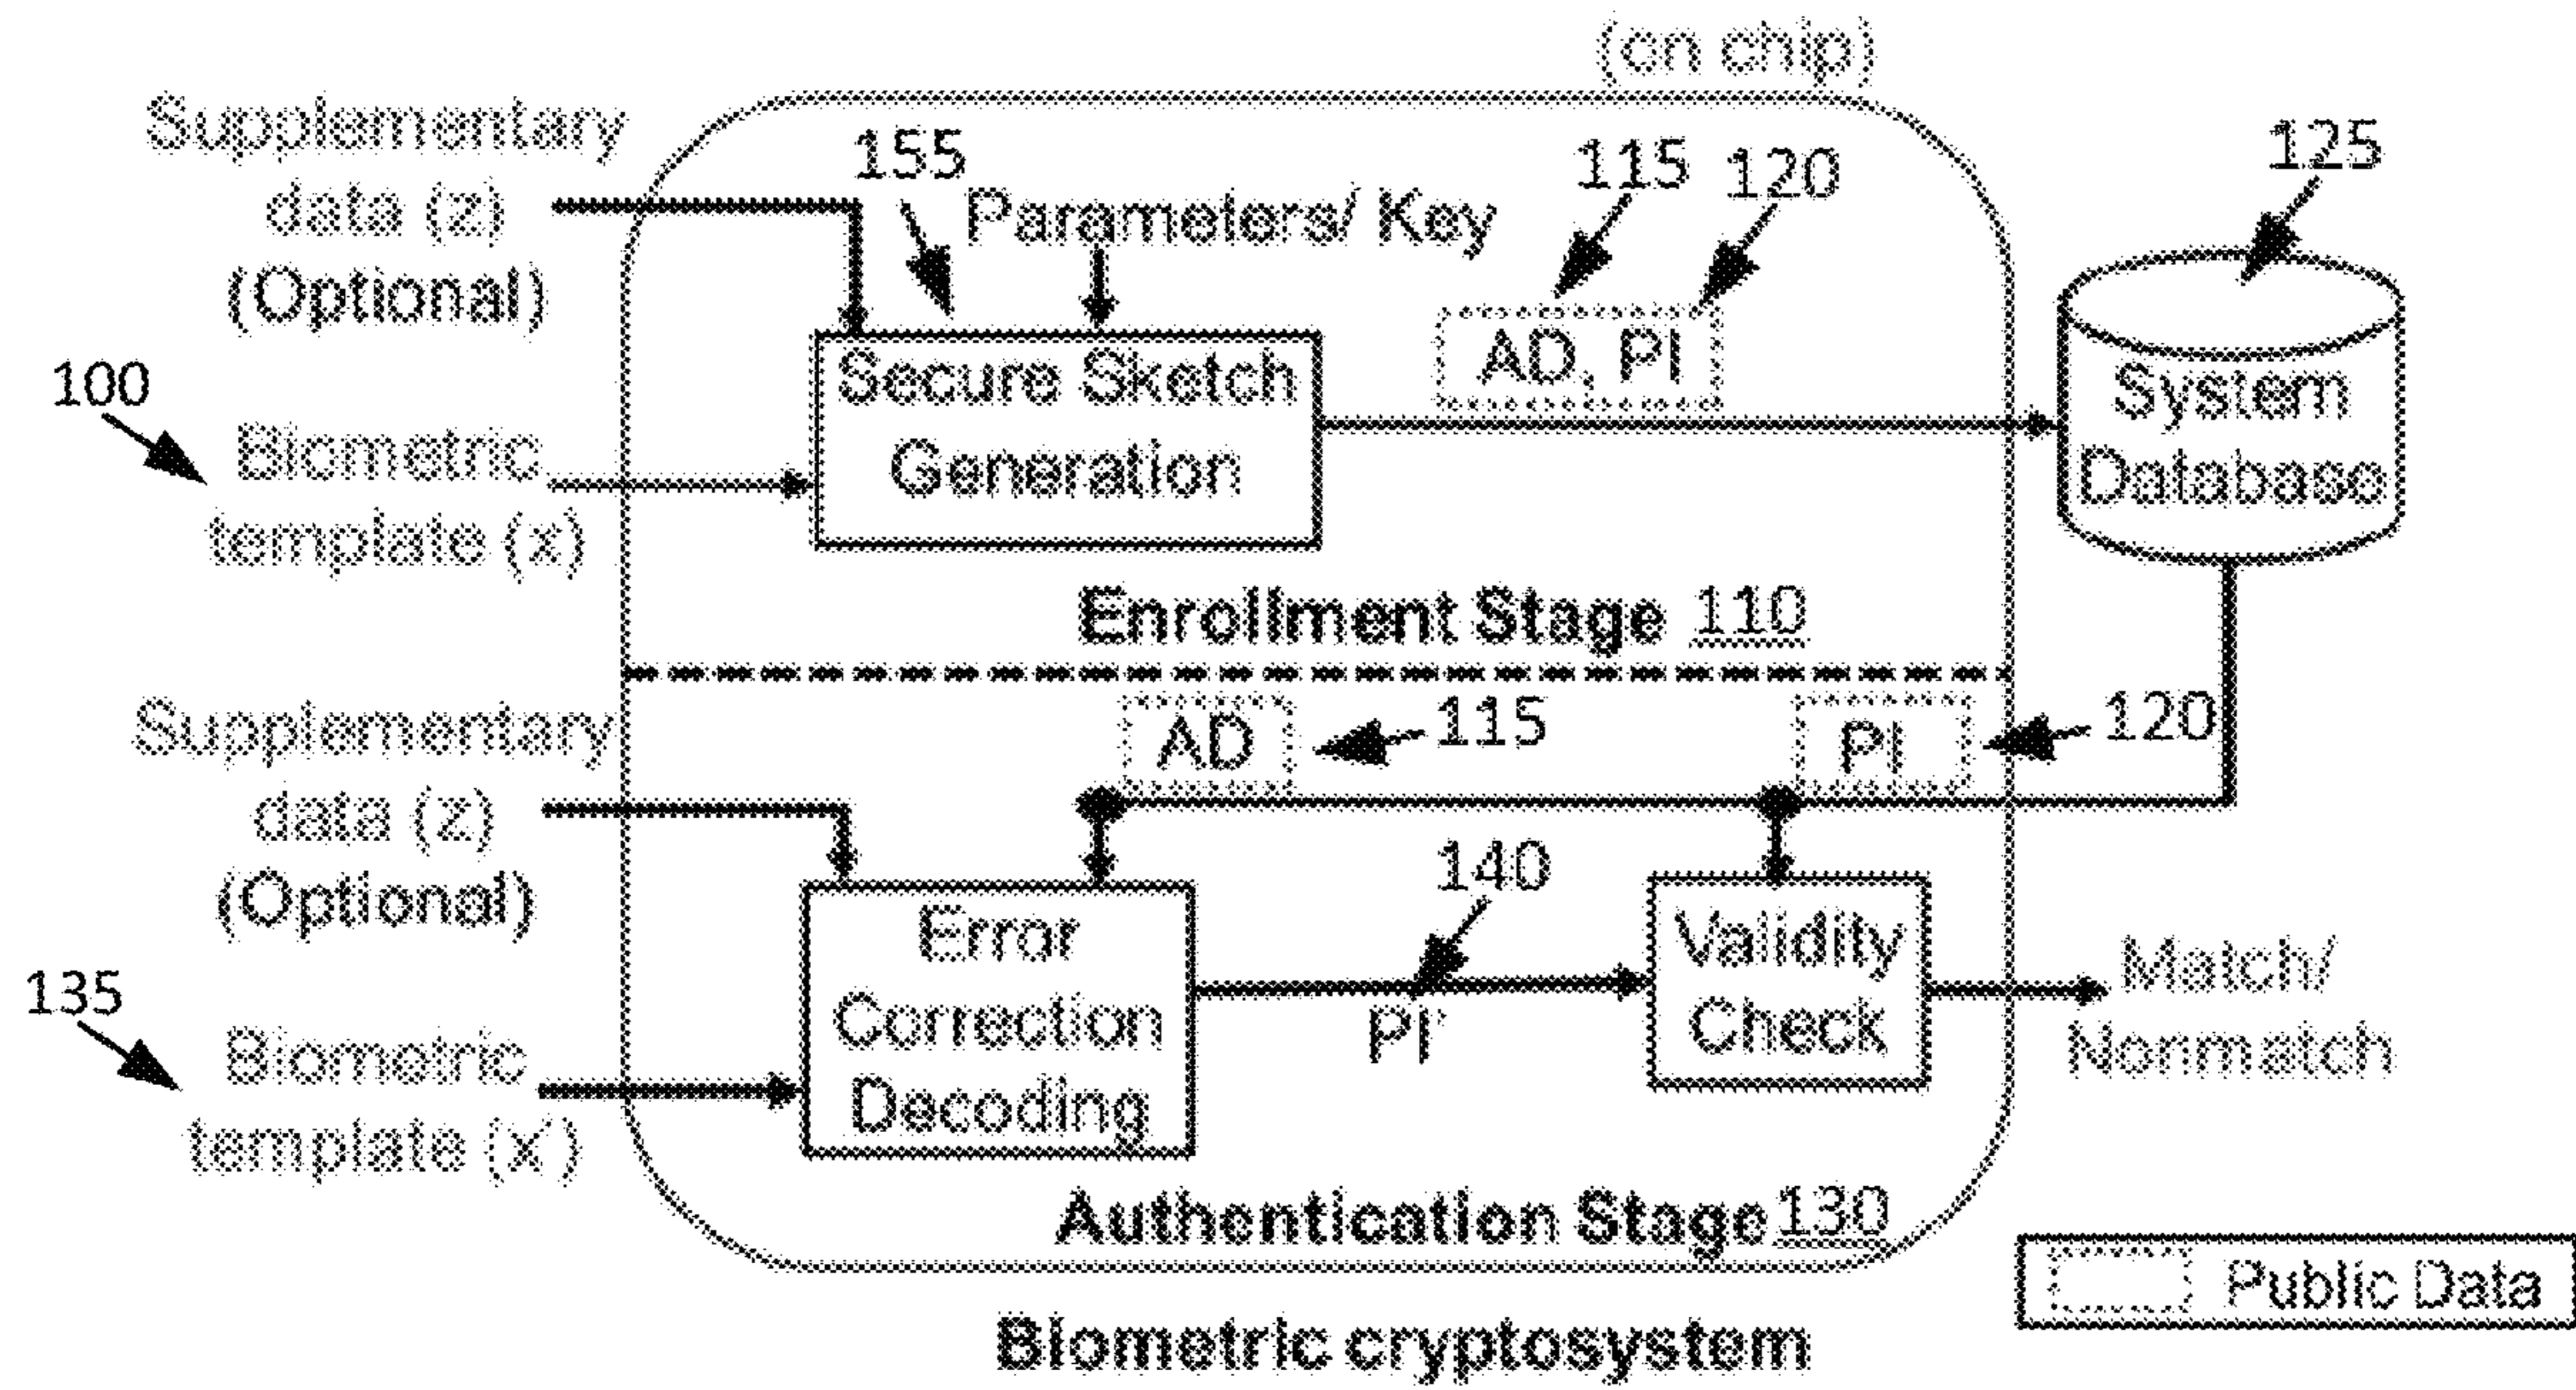 (on chip)
Supplementary
data (z)
(Optional)
155
Parameters/ Key
115
120
125
100
Biometric
template (x)
Secure Sketch
Generation
AD, PI
System
Database
Enrollment Stage 110
Supplementary
data (z)
(Optional)
AD
115
PI
120
135
Biometric
template (x')
Error
Correction
Decoding
140
PI'
Validity
Check
Match/
Nonmatch
Authentication Stage 130
Public Data
Biometric cryptosystem